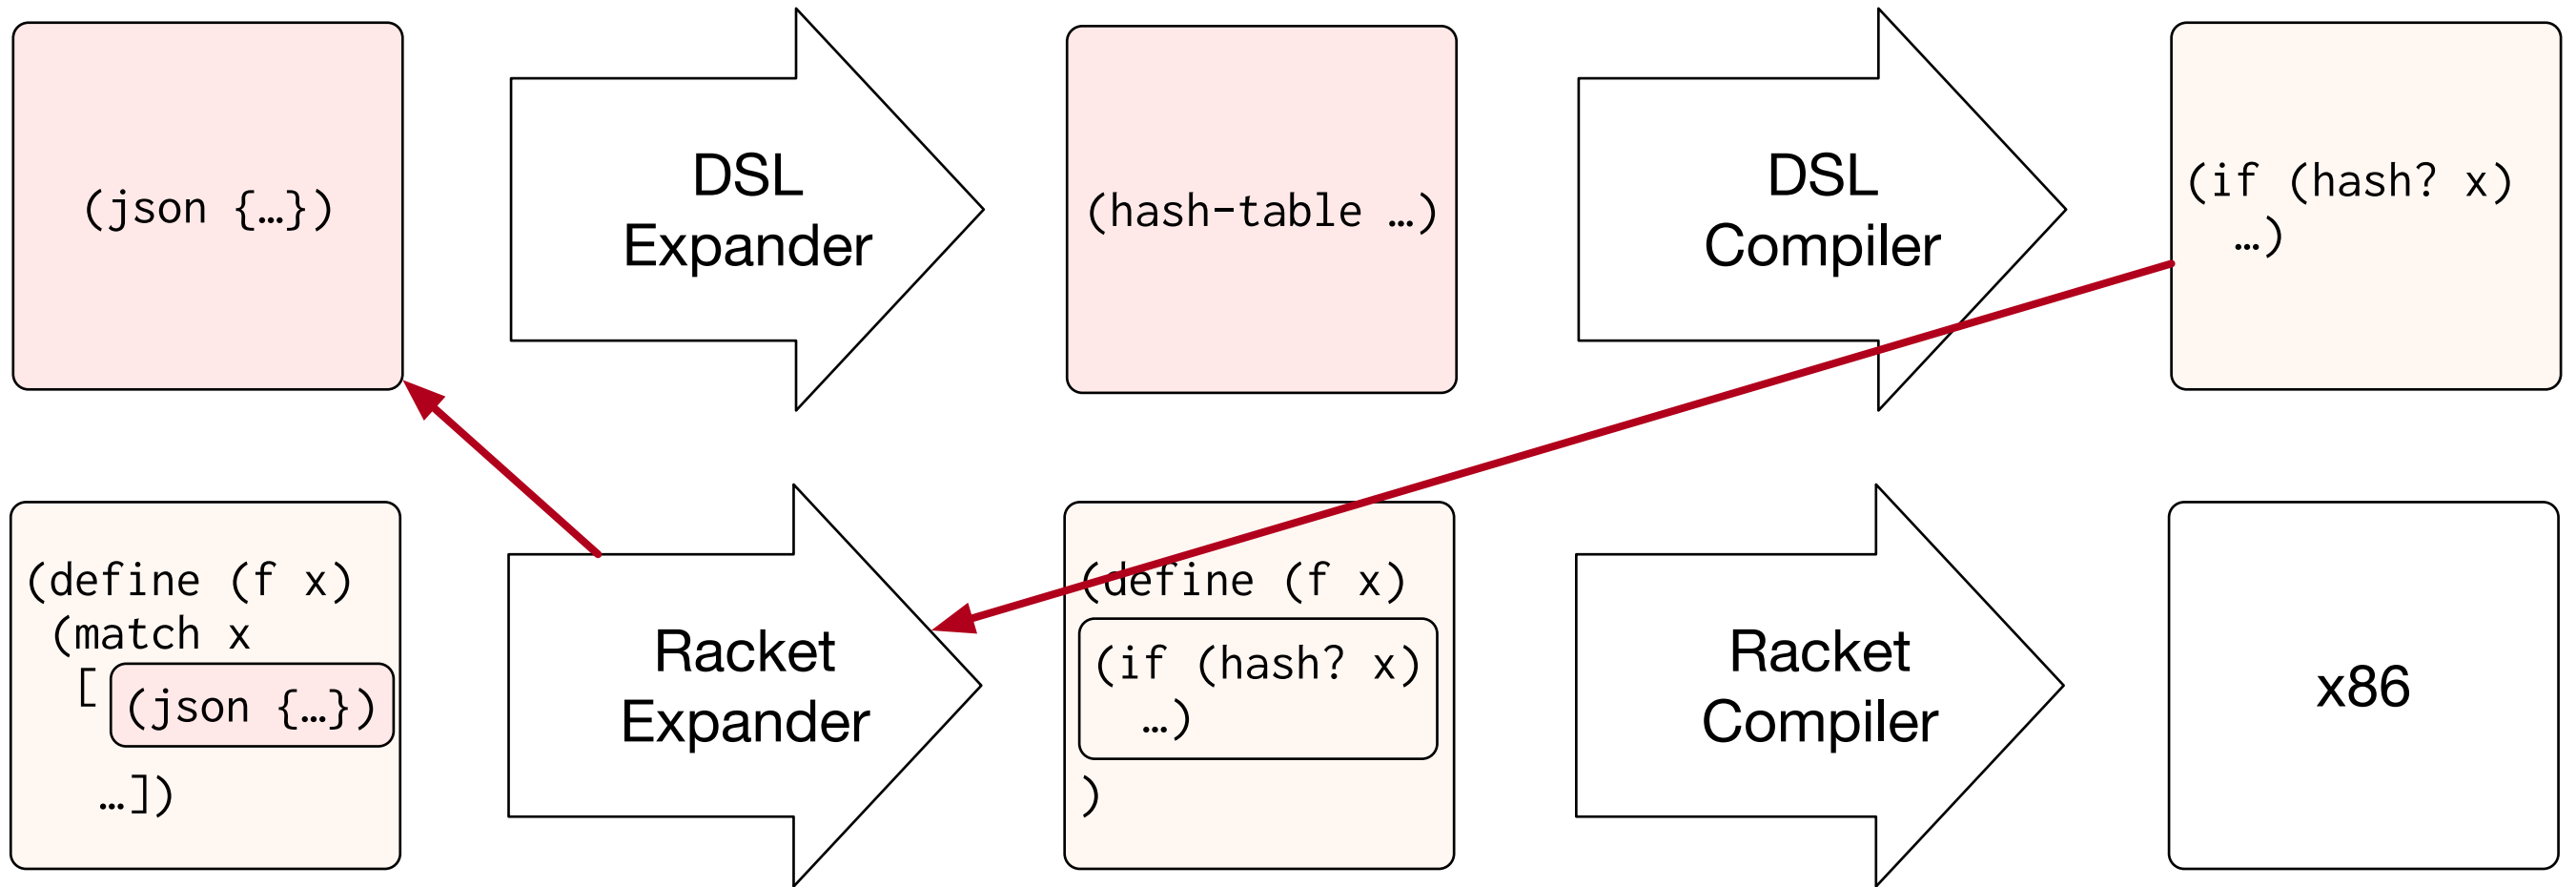 (json {…})
DSL
Expander
(hash-table …)
DSL
Compiler
(if (hash? x)
…)
(define (f x)
(match x
[ (json {…})
…])
Racket
Expander
(define (f x)
(if (hash? x)
…)
)
Racket
Compiler
x86